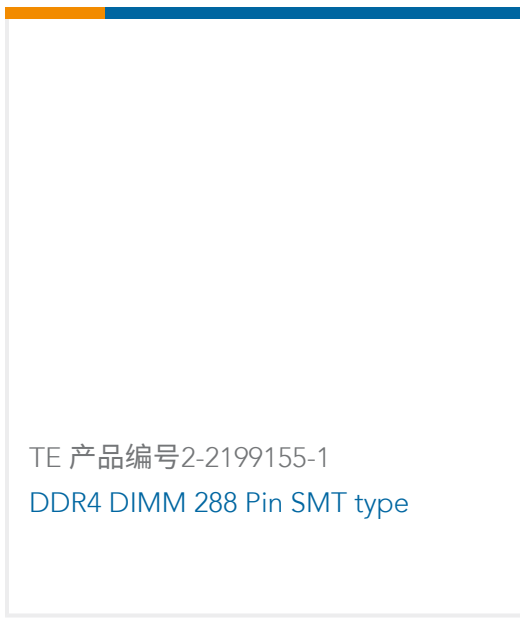 TE 产品编号2-2199155-1
DDR4 DIMM 288 Pin SMT type